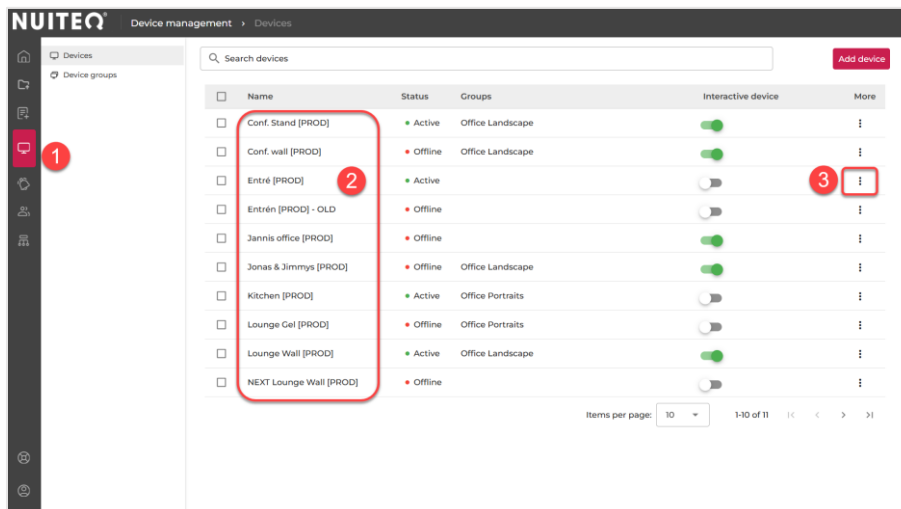 NUITEQ® Device management › Devices
Devices
Device groups
Search devices
Add device
Name Status Groups Interactive device More
Conf. Stand [PROD] Active Office Landscape
Conf. wall [PROD] Offline Office Landscape
Entré [PROD] Active
Entrén [PROD] - OLD Offline
Jannis office [PROD] Offline
Jonas & Jimmys [PROD] Offline Office Landscape
Kitchen [PROD] Active Office Portraits
Lounge Gel [PROD] Offline Office Portraits
Lounge Wall [PROD] Active Office Landscape
NEXT Lounge Wall [PROD] Offline
Items per page: 10 1-10 of 11
1
2
3